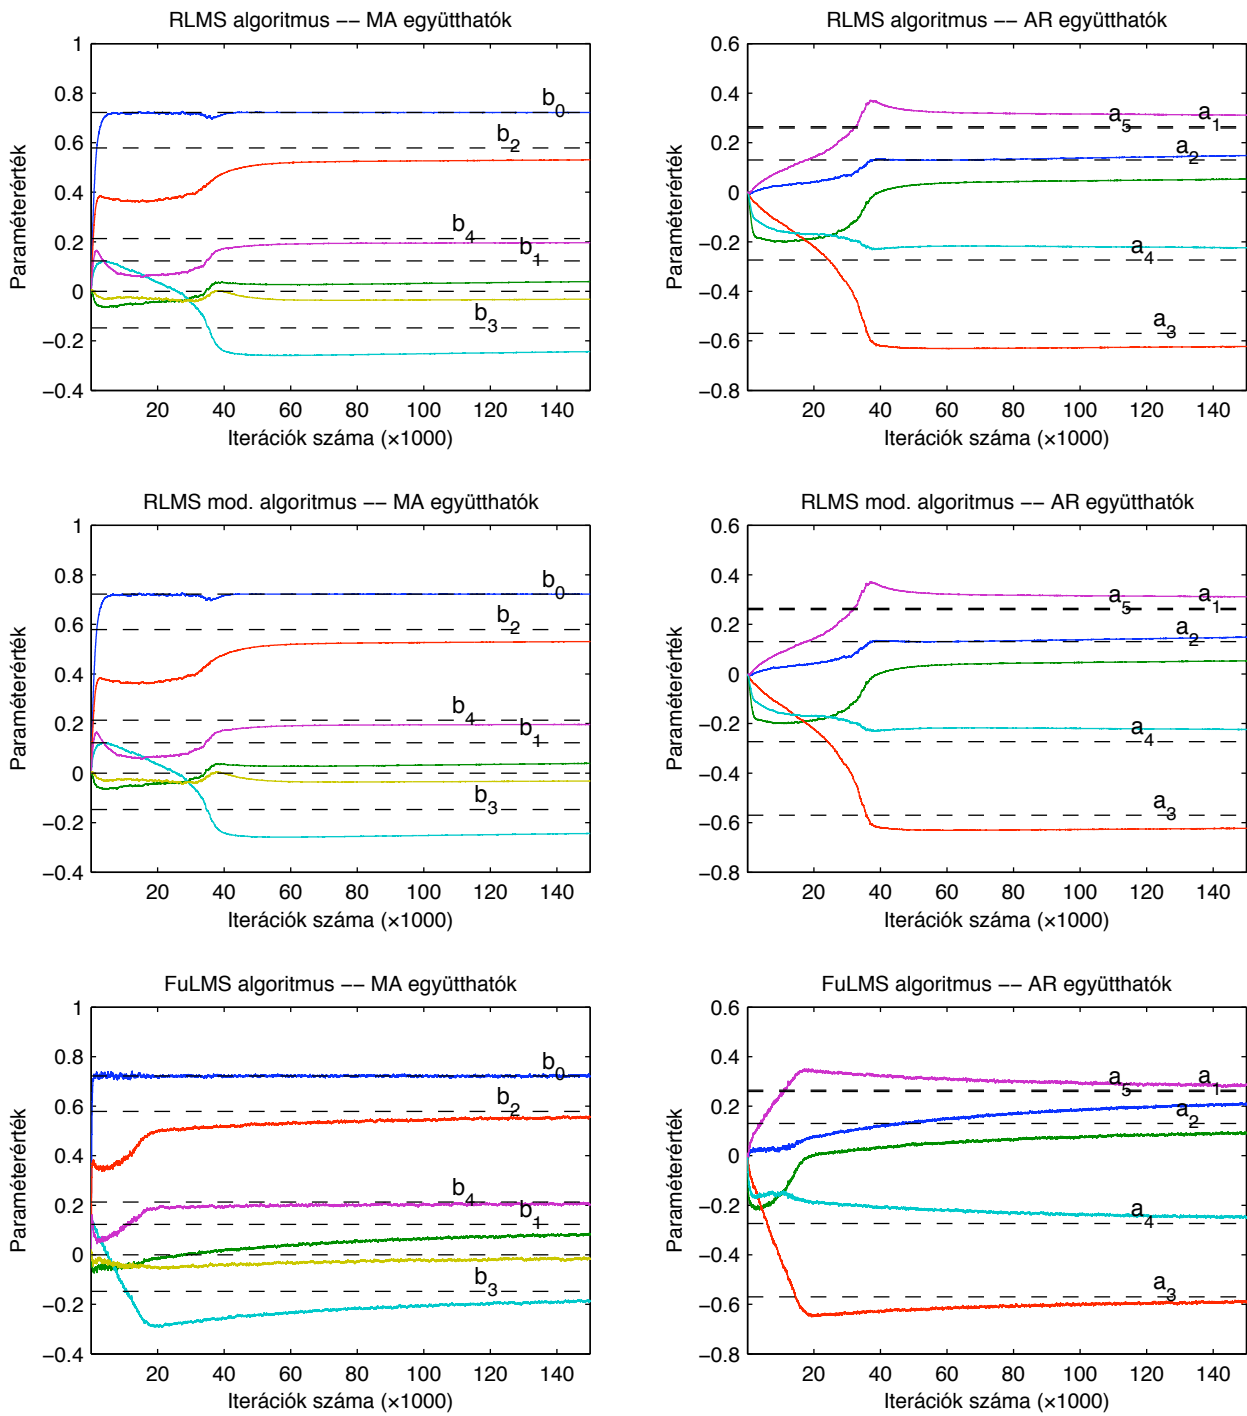 RLMS algoritmus −− MA együtthatók
1
0.8
0.6
0.4
0.2
0
−0.2
−0.4
Paraméterérték
b0
b2
b4
b1
b3
20 40 60 80 100 120 140
Iterációk száma (×1000)
RLMS algoritmus −− AR együtthatók
0.6
0.4
0.2
0
−0.2
−0.4
−0.6
−0.8
Paraméterérték
a5 a1
a2
a4
a3
20 40 60 80 100 120 140
Iterációk száma (×1000)
RLMS mod. algoritmus −− MA együtthatók
1
0.8
0.6
0.4
0.2
0
−0.2
−0.4
Paraméterérték
b0
b2
b4
b1
b3
20 40 60 80 100 120 140
Iterációk száma (×1000)
RLMS mod. algoritmus −− AR együtthatók
0.6
0.4
0.2
0
−0.2
−0.4
−0.6
−0.8
Paraméterérték
a5 a1
a2
a4
a3
20 40 60 80 100 120 140
Iterációk száma (×1000)
FuLMS algoritmus −− MA együtthatók
1
0.8
0.6
0.4
0.2
0
−0.2
−0.4
Paraméterérték
b0
b2
b4
b1
b3
20 40 60 80 100 120 140
Iterációk száma (×1000)
FuLMS algoritmus −− AR együtthatók
0.6
0.4
0.2
0
−0.2
−0.4
−0.6
−0.8
Paraméterérték
a5 a1
a2
a4
a3
20 40 60 80 100 120 140
Iterációk száma (×1000)